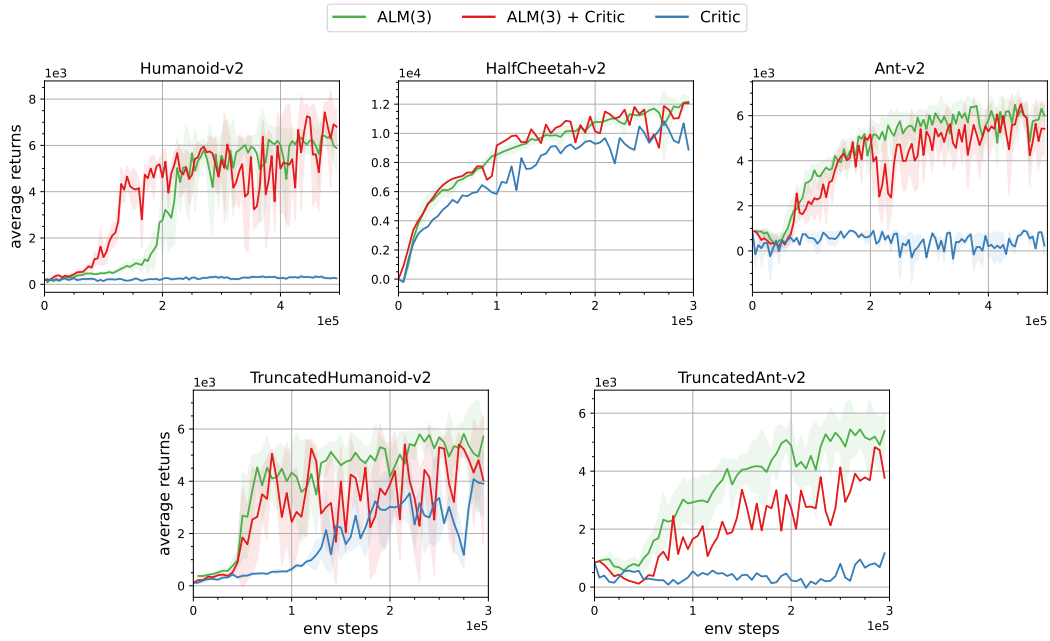 ALM(3) ALM(3) + Critic Critic
Humanoid-v2 HalfCheetah-v2 Ant-v2
1e3 1e4 1e3
average returns
8
6
4
2
0
0 2 4
1e5
1.2
1.0
0.8
0.6
0.4
0.2
0.0
0 1 2 3
1e5
6
4
2
0
0 2 4
1e5
TruncatedHumanoid-v2 TruncatedAnt-v2
1e3 1e3
average returns
6
4
2
0
0 1 2 3
env steps 1e5
6
4
2
0
0 1 2 3
env steps 1e5